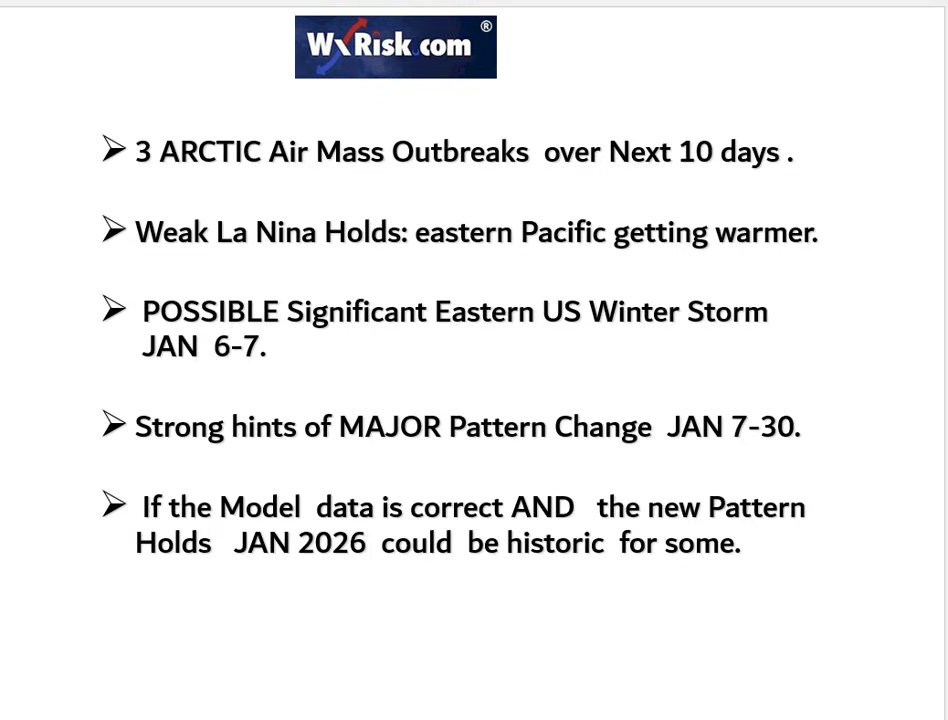 WxRisk.com ®
➢ 3 ARCTIC Air Mass Outbreaks over Next 10 days .
➢ Weak La Nina Holds: eastern Pacific getting warmer.
➢ POSSIBLE Significant Eastern US Winter Storm
JAN 6-7.
➢ Strong hints of MAJOR Pattern Change JAN 7-30.
➢ If the Model data is correct AND the new Pattern
Holds JAN 2026 could be historic for some.